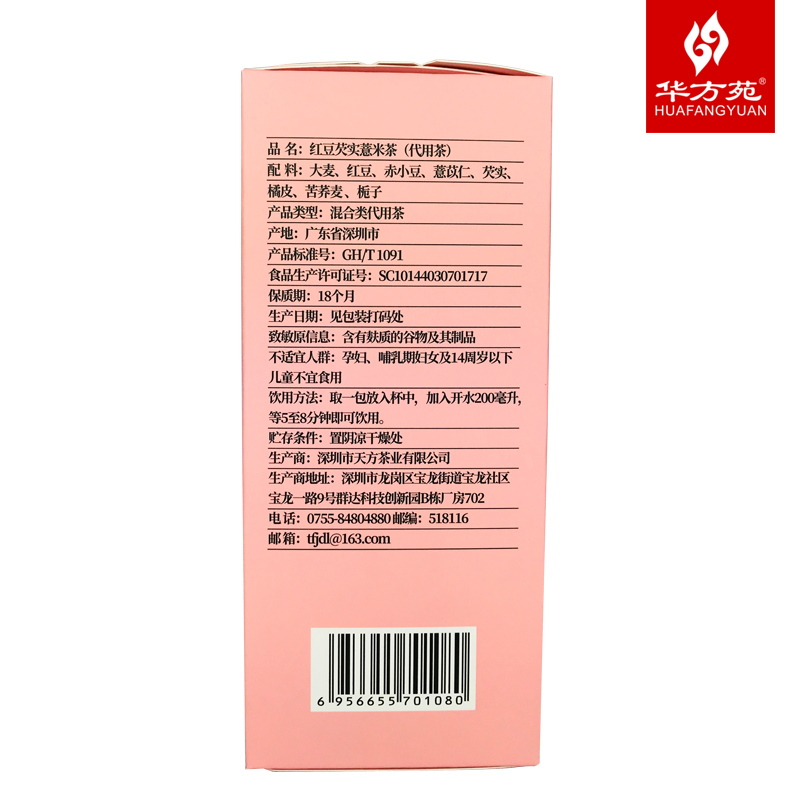 华方苑®
HUAFANGYUAN
品 名：红豆芡实薏米茶（代用茶）
配 料：大麦、红豆、赤小豆、薏苡仁、芡实、
橘皮、苦荞麦、栀子
产品类型：混合类代用茶
产地：广东省深圳市
产品标准号：GH/T 1091
食品生产许可证号：SC10144030701717
保质期：18个月
生产日期：见包装打码处
致敏原信息：含有麸质的谷物及其制品
不适宜人群：孕妇、哺乳期妇女及14周岁以下
儿童不宜食用
饮用方法：取一包放入杯中，加入开水200毫升，
等5至8分钟即可饮用。
贮存条件：置阴凉干燥处
生产商：深圳市天方茶业有限公司
生产商地址：深圳市龙岗区宝龙街道宝龙社区
宝龙一路9号群达科技创新园B栋厂房702
电 话：0755-84804880 邮编：518116
邮 箱：tfjdl@163.com
6 956655 701080